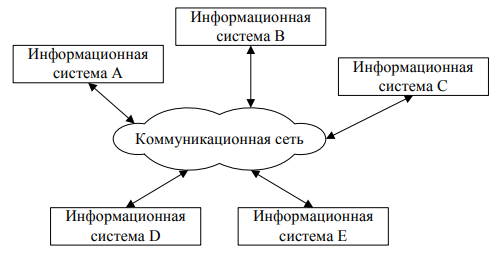 Информационная
система B
Информационная
система A
Информационная
система C
Коммуникационная сеть
Информационная
система D
Информационная
система E